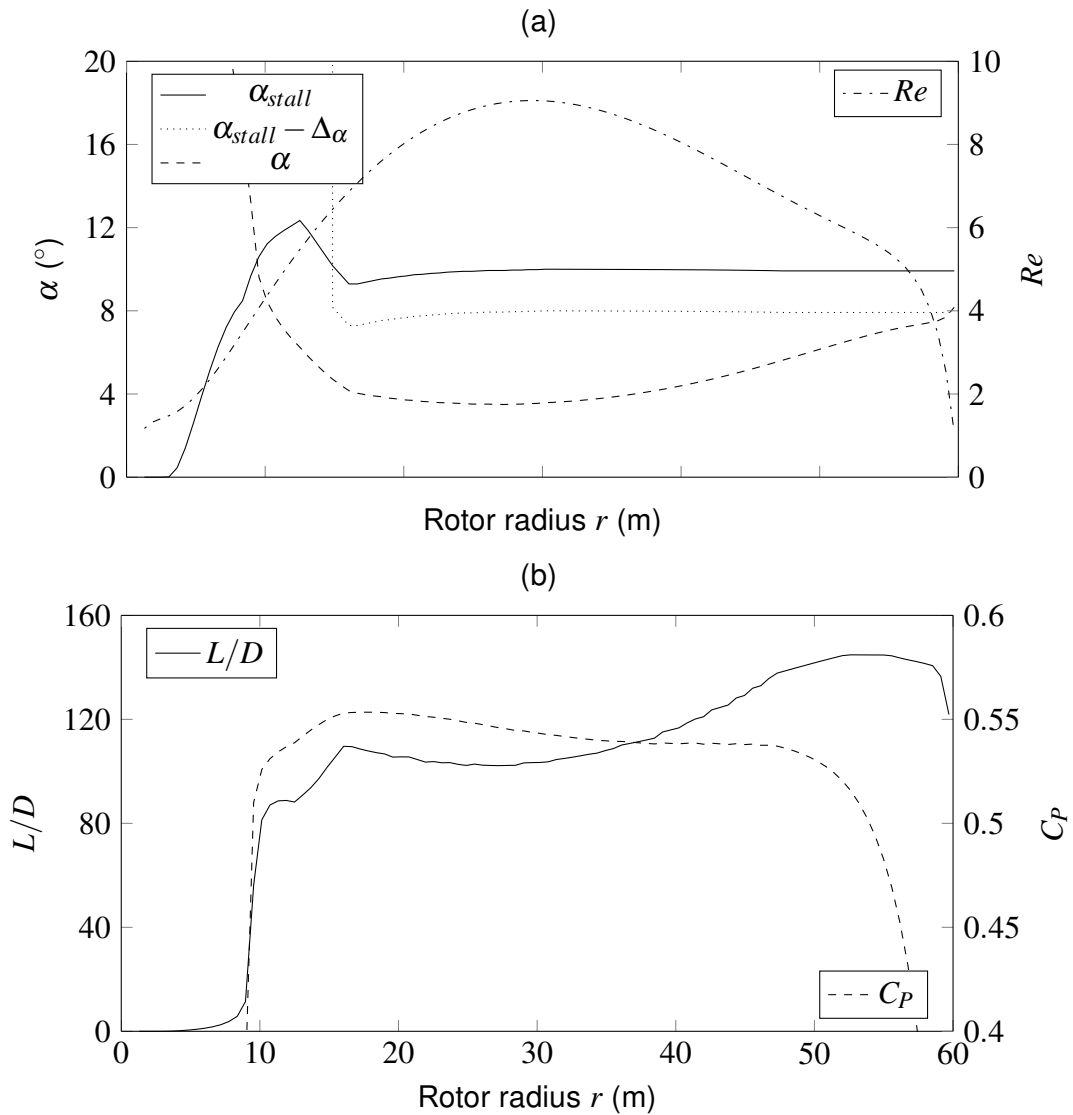 (a)
20
16
12
8
4
0
α (°)
α_stall
α_stall − Δ_α
α
Re
10
8
6
4
2
0
Re
Rotor radius r (m)
(b)
160
120
80
40
0
L/D
L/D
C_P
0.6
0.55
0.5
0.45
0.4
C_P
0 10 20 30 40 50 60
Rotor radius r (m)